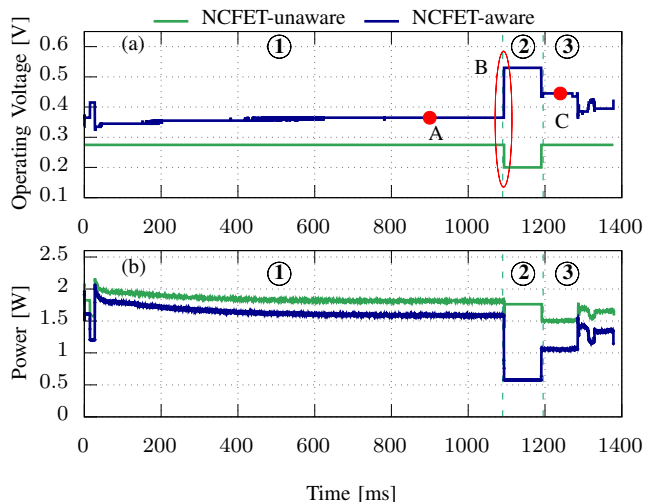 NCFET-unaware NCFET-aware
(a) ① ② ③
Operating Voltage [V]
0.6
0.5
0.4
0.3
0.2
0.1
B
A
C
0 200 400 600 800 1000 1200 1400
(b) ① ② ③
Power [W]
2.5
2
1.5
1
0.5
0
0 200 400 600 800 1000 1200 1400
Time [ms]